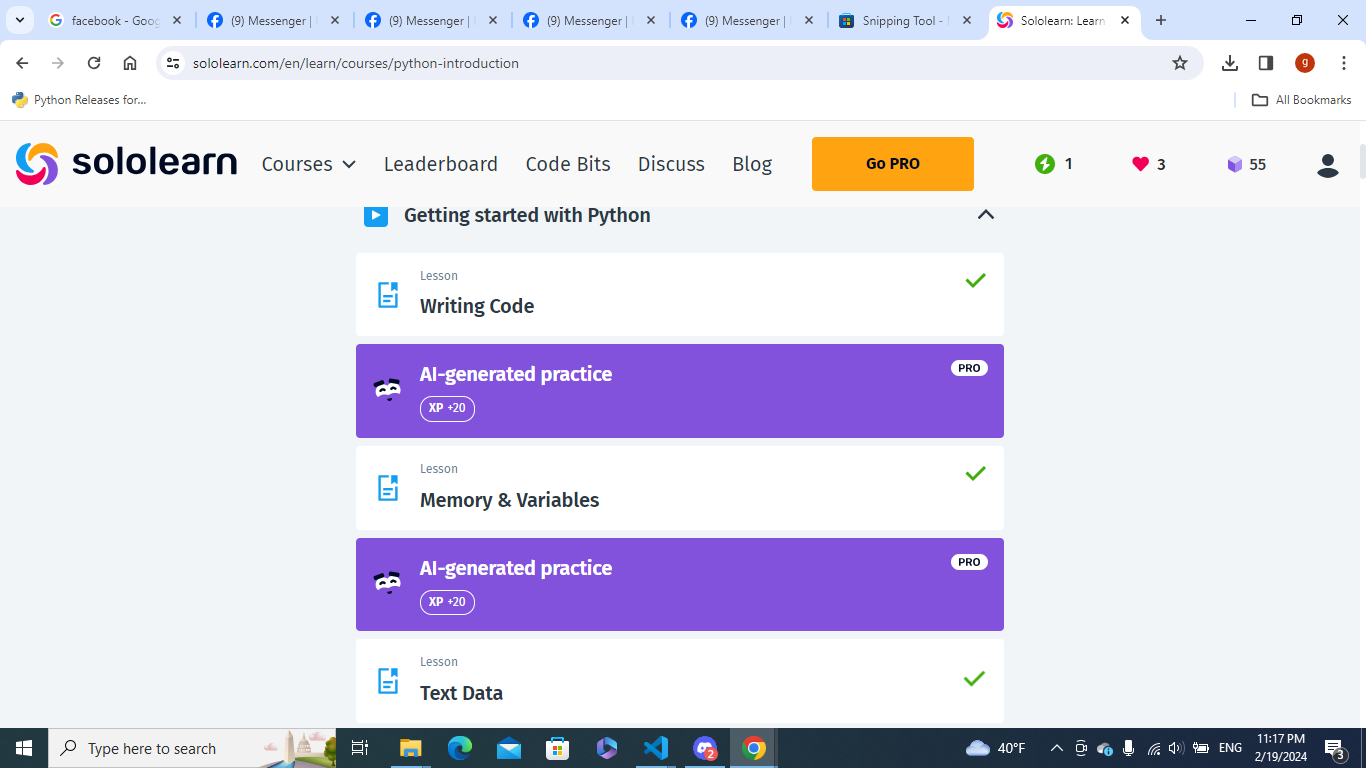 facebook - Goog
(9) Messenger |
(9) Messenger |
(9) Messenger |
(9) Messenger |
Snipping Tool -
Sololearn: Learn
sololearn.com/en/learn/courses/python-introduction
g
Python Releases for...
All Bookmarks
sololearn
Courses
Leaderboard
Code Bits
Discuss
Blog
Go PRO
1
3
55
Getting started with Python
Lesson
Writing Code
AI-generated practice
PRO
XP +20
Lesson
Memory & Variables
AI-generated practice
PRO
XP +20
Lesson
Text Data
Type here to search
2
40°F
ENG
11:17 PM
2/19/2024
3